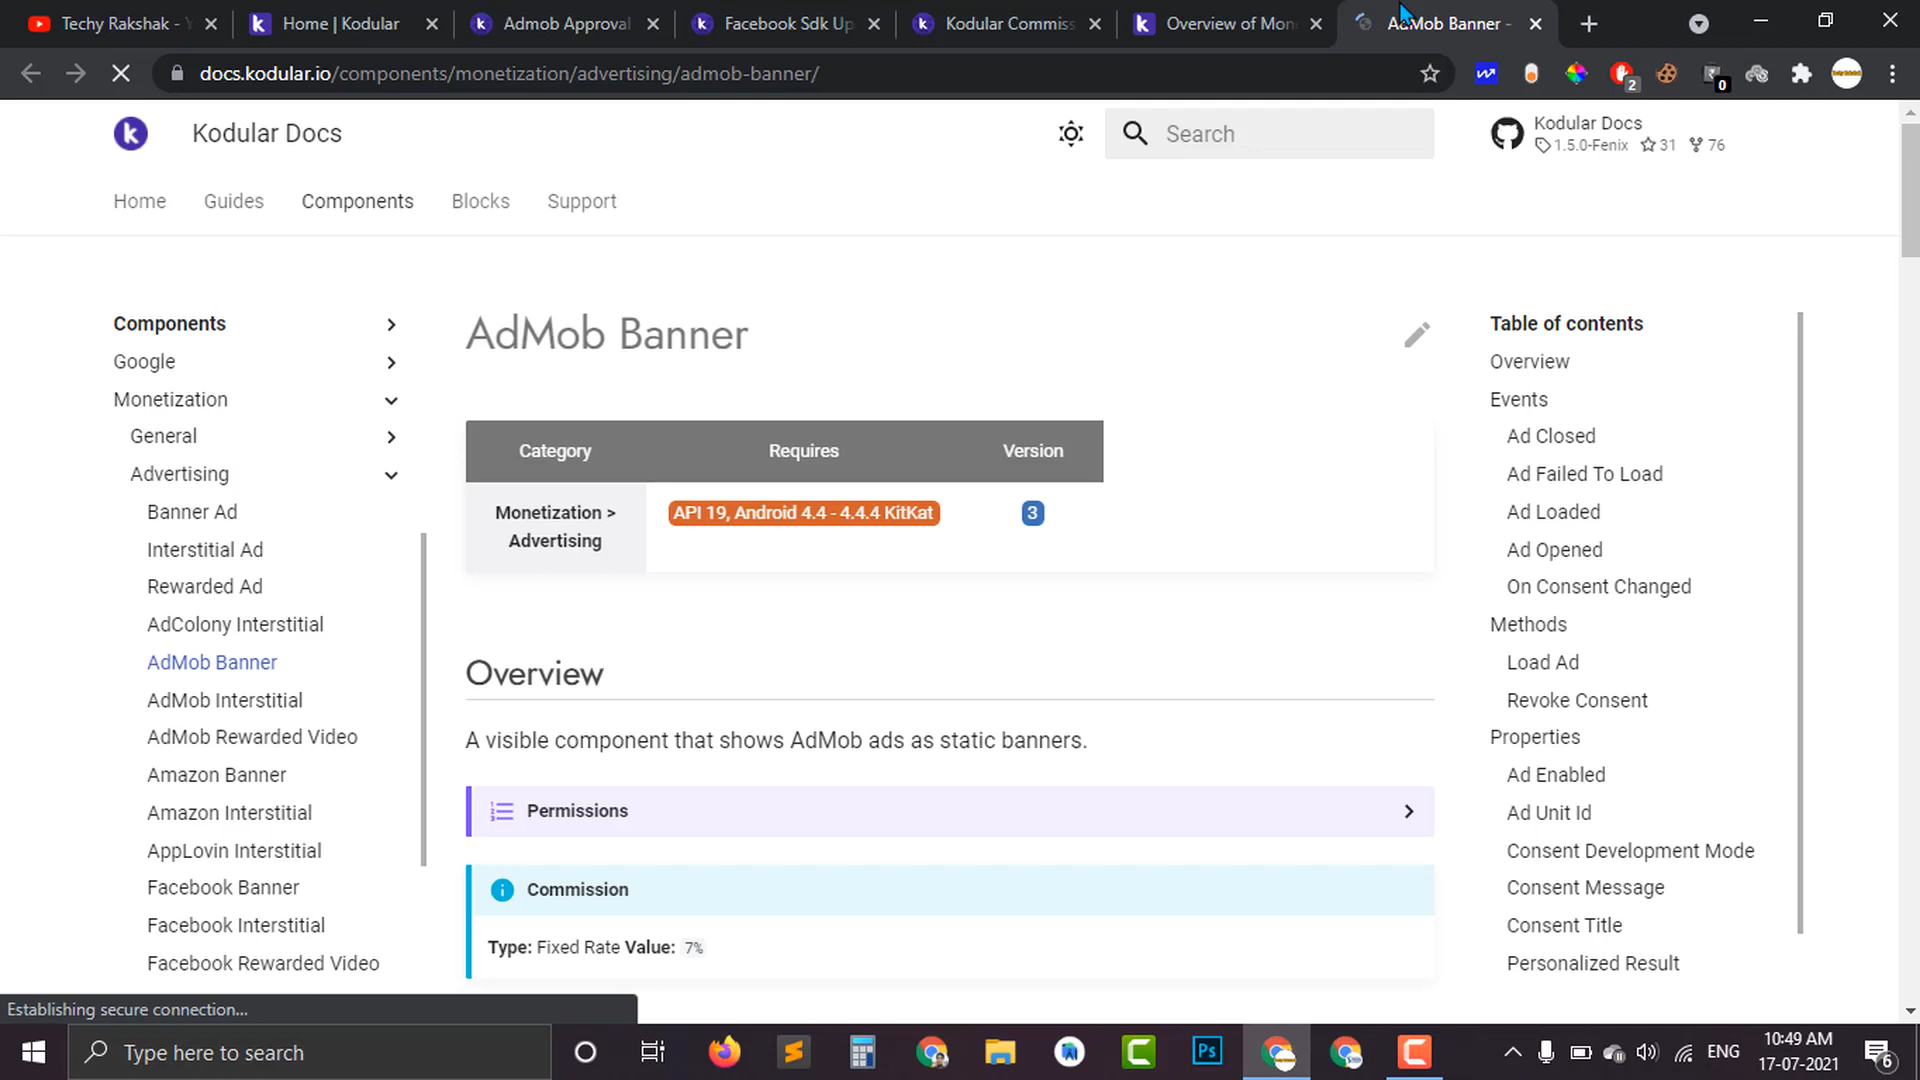 Techy Rakshak - Y
Home | Kodular
Admob Approval
Facebook Sdk Up
Kodular Commiss
Overview of Mon
AdMob Banner -
docs.kodular.io/components/monetization/advertising/admob-banner/
2
0
Kodular Docs
Search
Kodular Docs
1.5.0-Fenix 31 76
Home Guides Components Blocks Support
Components
Google
Monetization
General
Advertising
Banner Ad
Interstitial Ad
Rewarded Ad
AdColony Interstitial
AdMob Banner
AdMob Interstitial
AdMob Rewarded Video
Amazon Banner
Amazon Interstitial
AppLovin Interstitial
Facebook Banner
Facebook Interstitial
Facebook Rewarded Video
AdMob Banner
Category Requires Version
Monetization > API 19, Android 4.4 - 4.4.4 KitKat 3
Advertising
Overview
A visible component that shows AdMob ads as static banners.
Permissions
Commission
Type: Fixed Rate Value: 7%
Table of contents
Overview
Events
Ad Closed
Ad Failed To Load
Ad Loaded
Ad Opened
On Consent Changed
Methods
Load Ad
Revoke Consent
Properties
Ad Enabled
Ad Unit Id
Consent Development Mode
Consent Message
Consent Title
Personalized Result
Establishing secure connection...
Type here to search
Ps
ENG
10:49 AM
17-07-2021
6